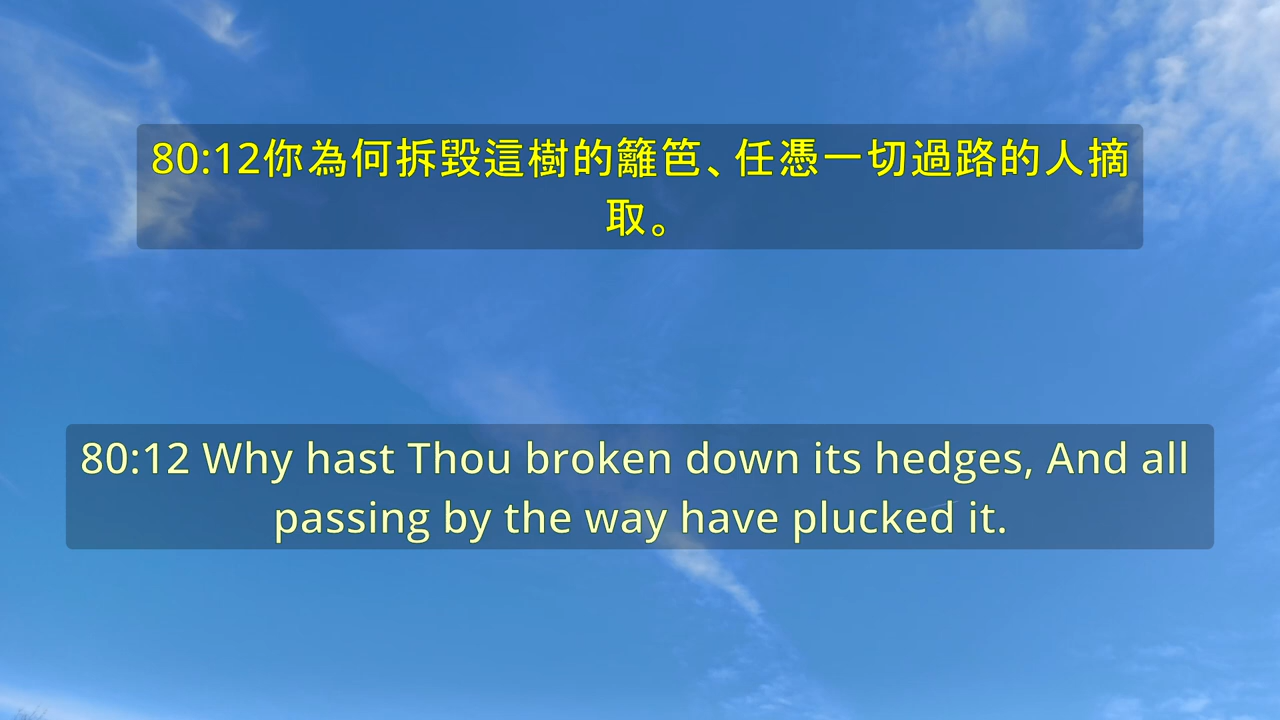 80:12你為何拆毀這樹的籬笆、任憑一切過路的人摘
取。
80:12 Why hast Thou broken down its hedges, And all
passing by the way have plucked it.